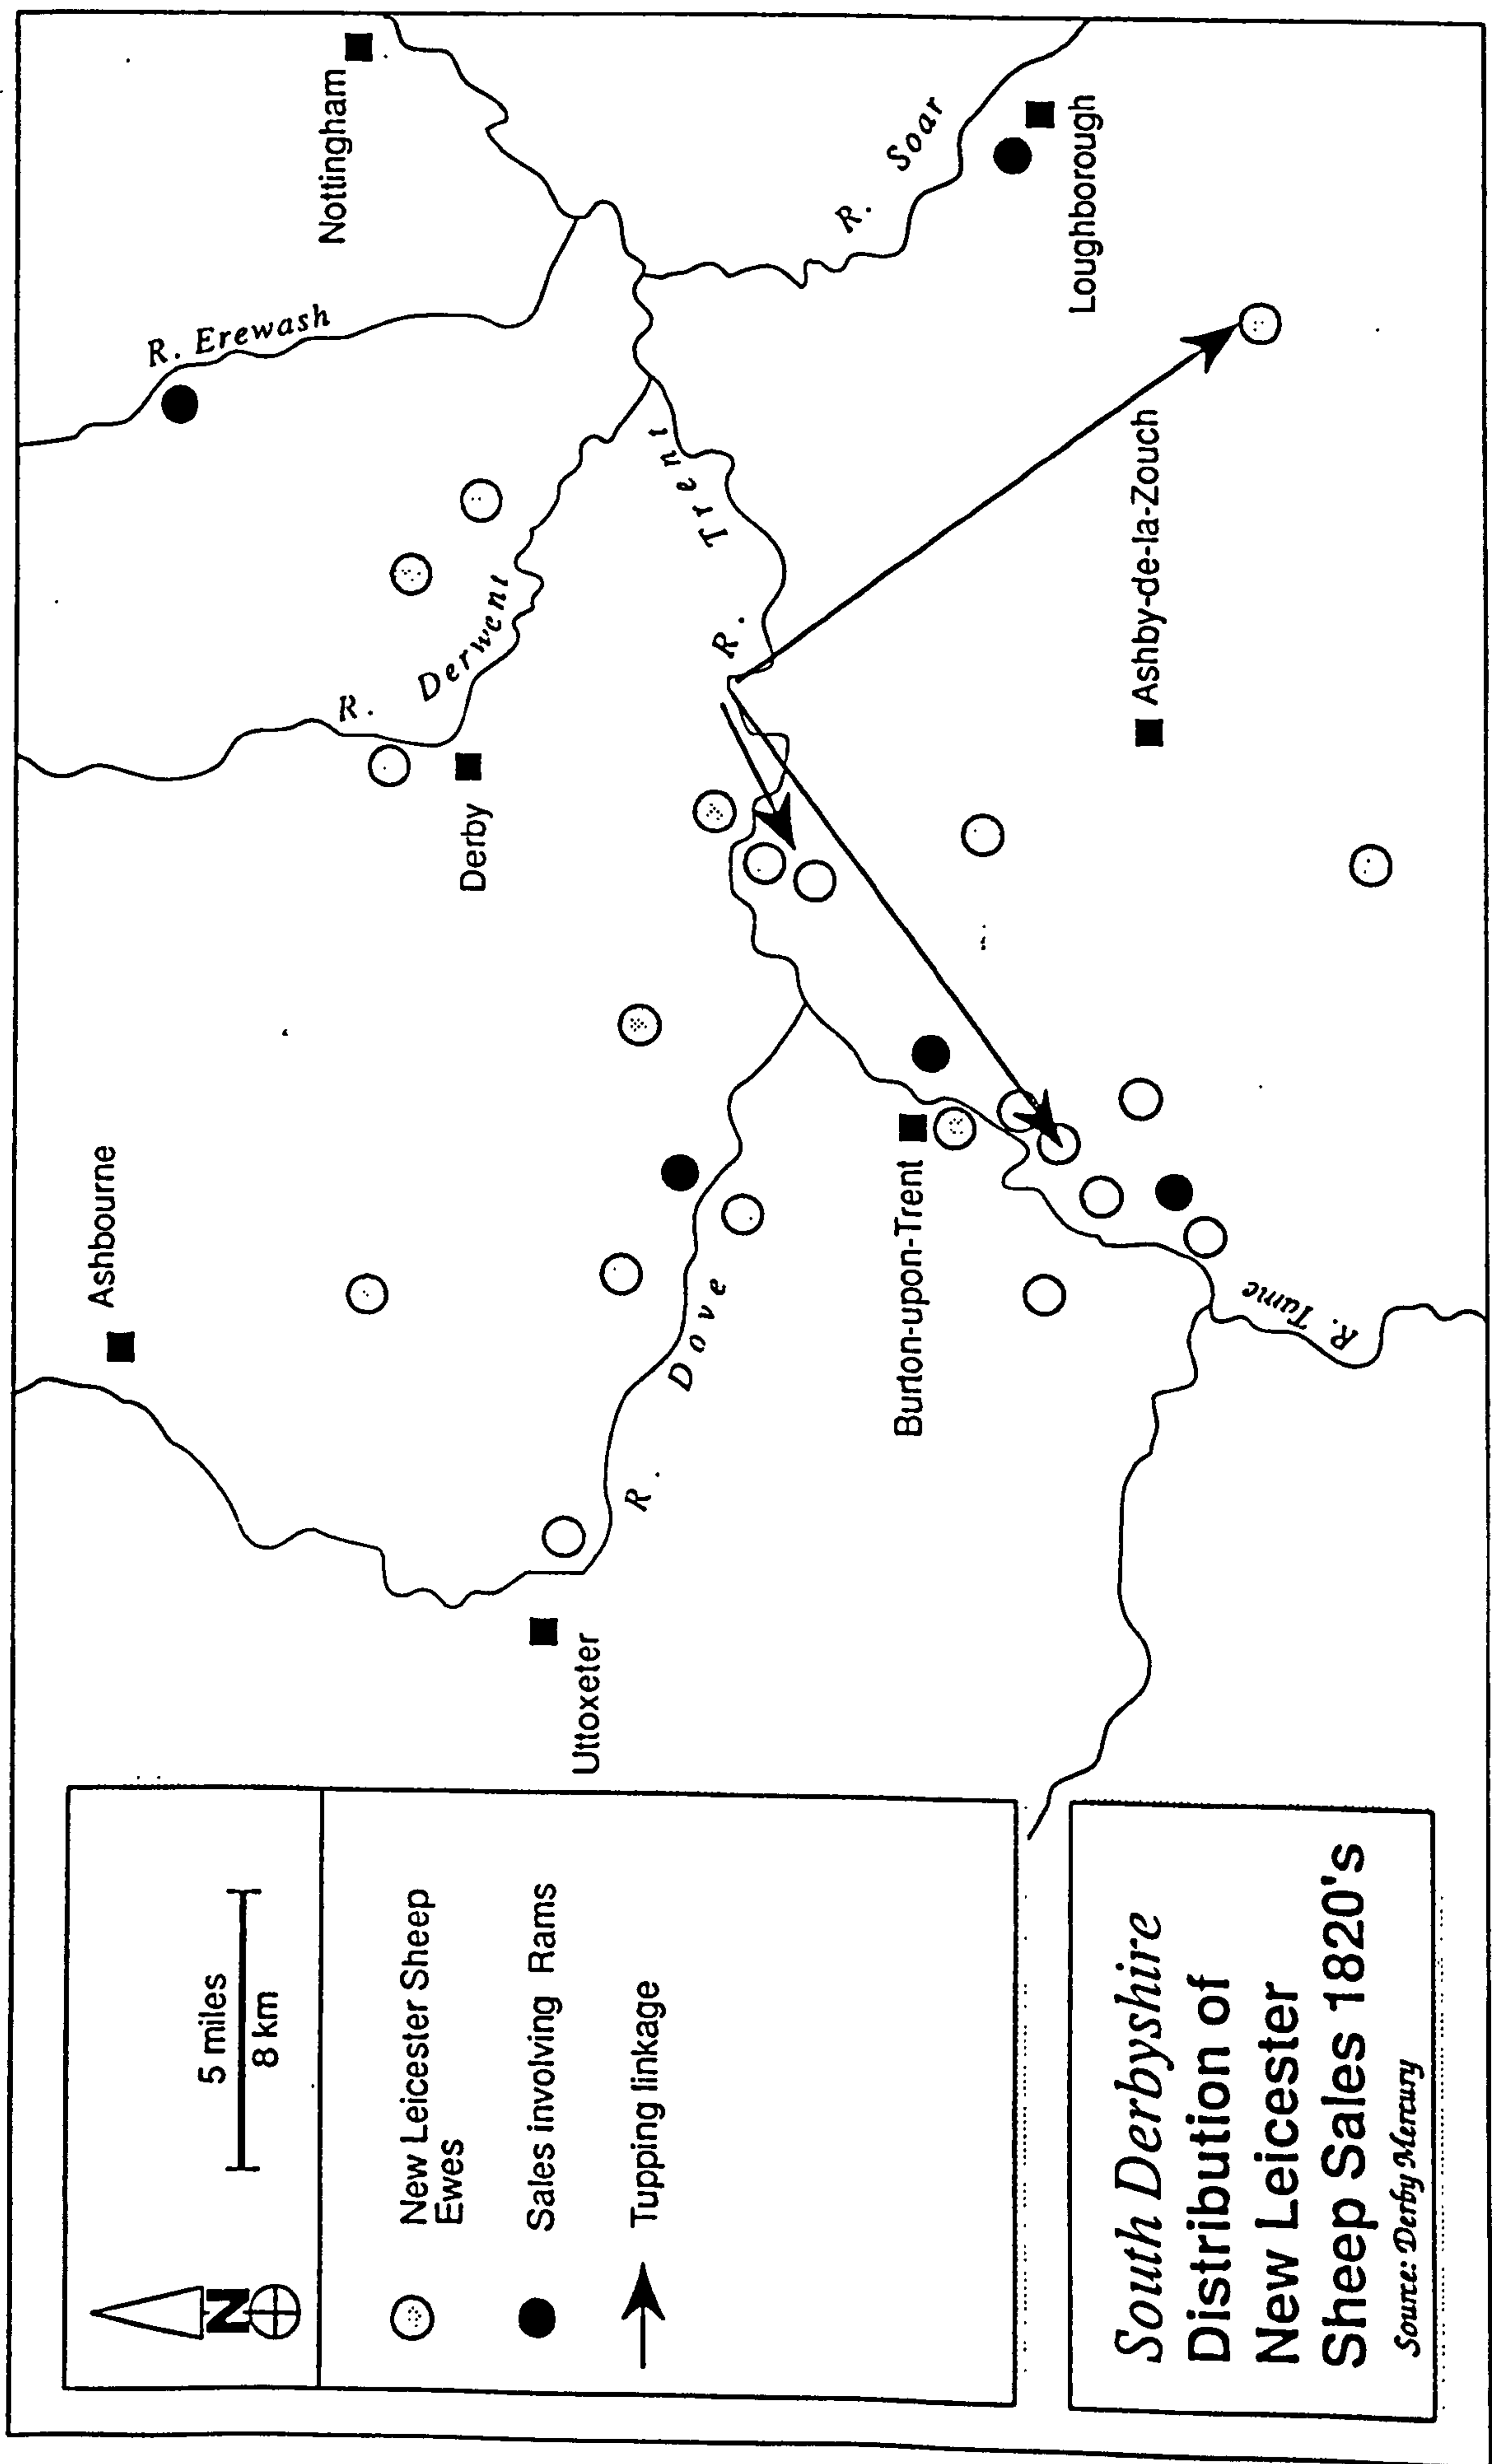 South Derbyshire
Distribution of
New Leicester
Sheep Sales 1820's
Source: Derby Mercury
N
5 miles
8 km
New Leicester Sheep
Ewes
Sales involving Rams
Tupping linkage
Ashbourne
Uttoxeter
R. Dove
Burton-upon-Trent
R. Tame
Derby
R. Derwent
R. Trent
R. Erewash
Nottingham
R. Soar
Loughborough
Ashby-de-la-Zouch